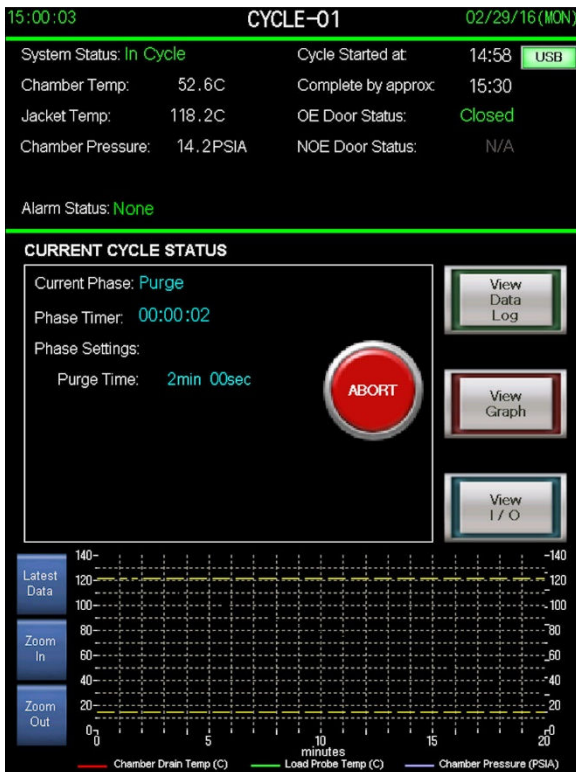 15:00:03 CYCLE-01 02/29/16(MON)
System Status: In Cycle Cycle Started at: 14:58 USB
Chamber Temp: 52.6C Complete by approx: 15:30
Jacket Temp: 118.2C OE Door Status: Closed
Chamber Pressure: 14.2PSIA NOE Door Status: N/A
Alarm Status: None
CURRENT CYCLE STATUS
Current Phase: Purge
Phase Timer: 00:00:02
Phase Settings:
Purge Time: 2min 00sec
ABORT
View
Data
Log
View
Graph
View
I / O
Latest
Data
Zoom
In
Zoom
Out
140 140
120 120
100 100
80 80
60 60
40 40
20 20
0 0
0 5 10 15 20
minutes
Chamber Drain Temp (C) Load Probe Temp (C) Chamber Pressure (PSIA)